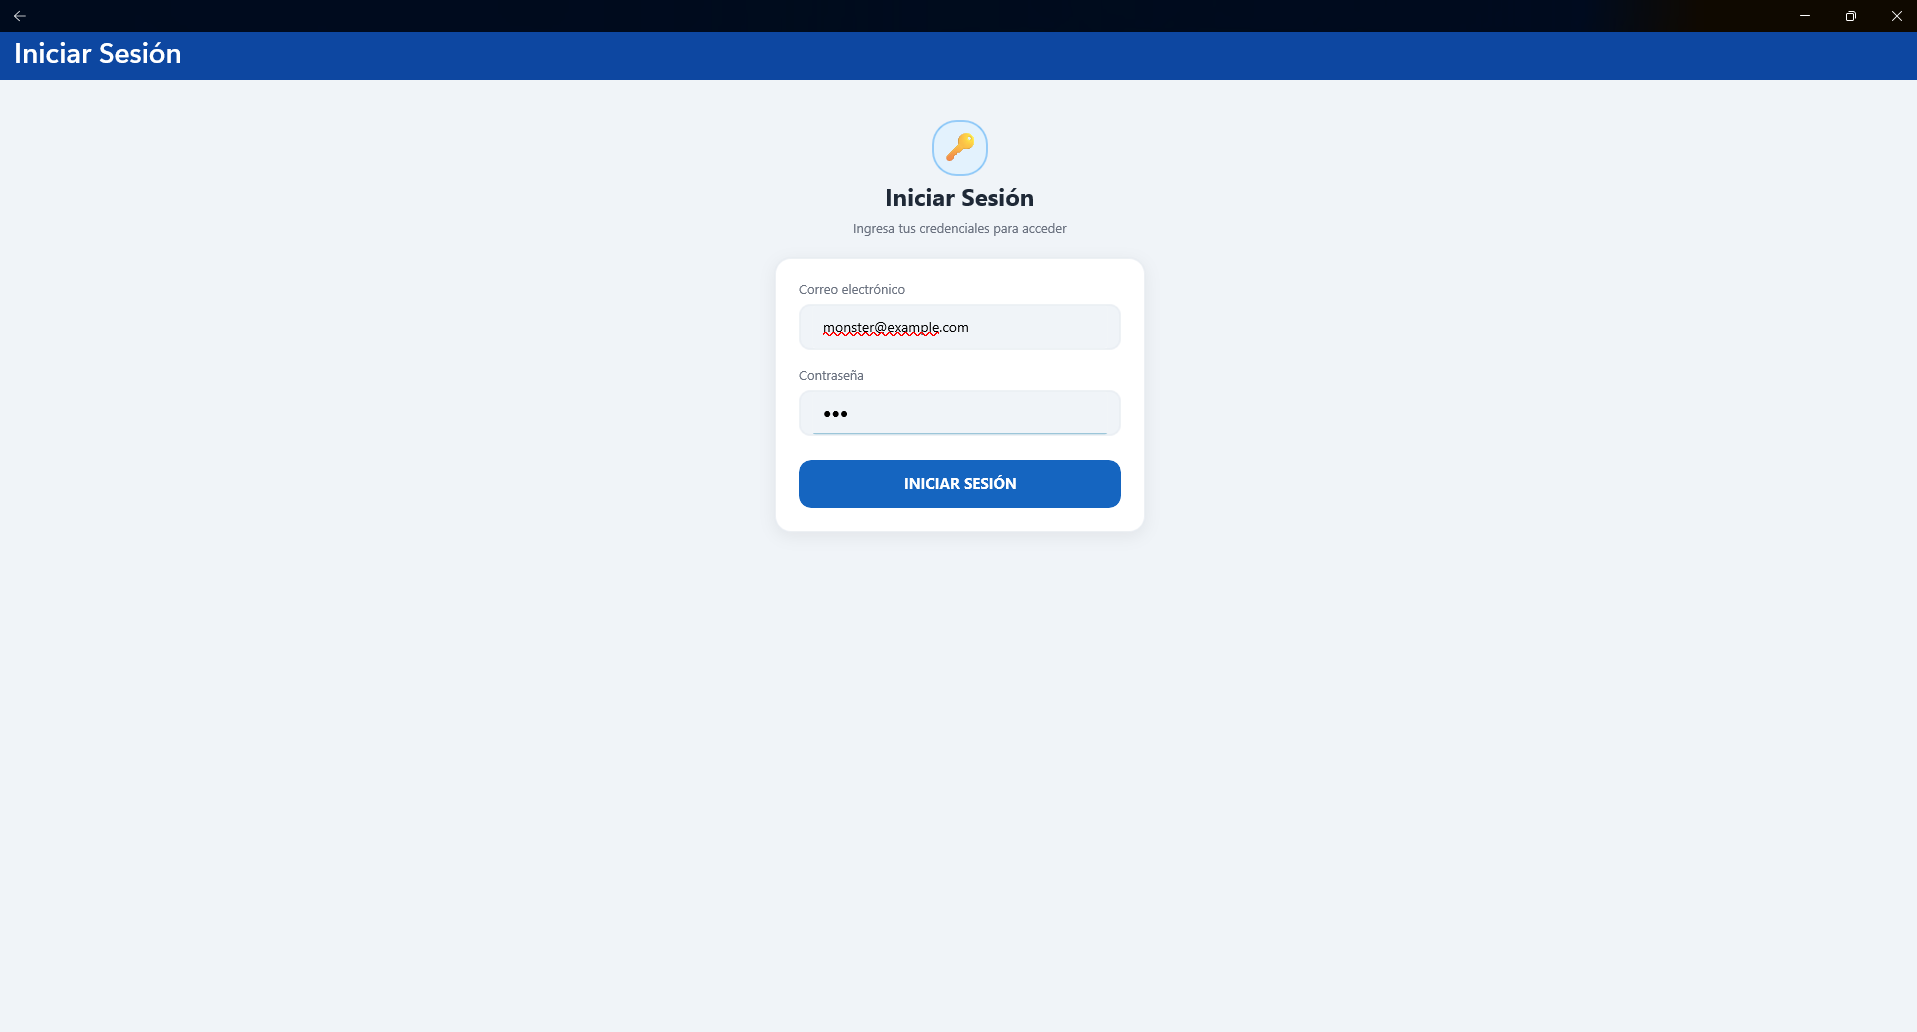 Iniciar Sesión
Iniciar Sesión
Ingresa tus credenciales para acceder
Correo electrónico
monster@example.com
Contraseña
•••
INICIAR SESIÓN